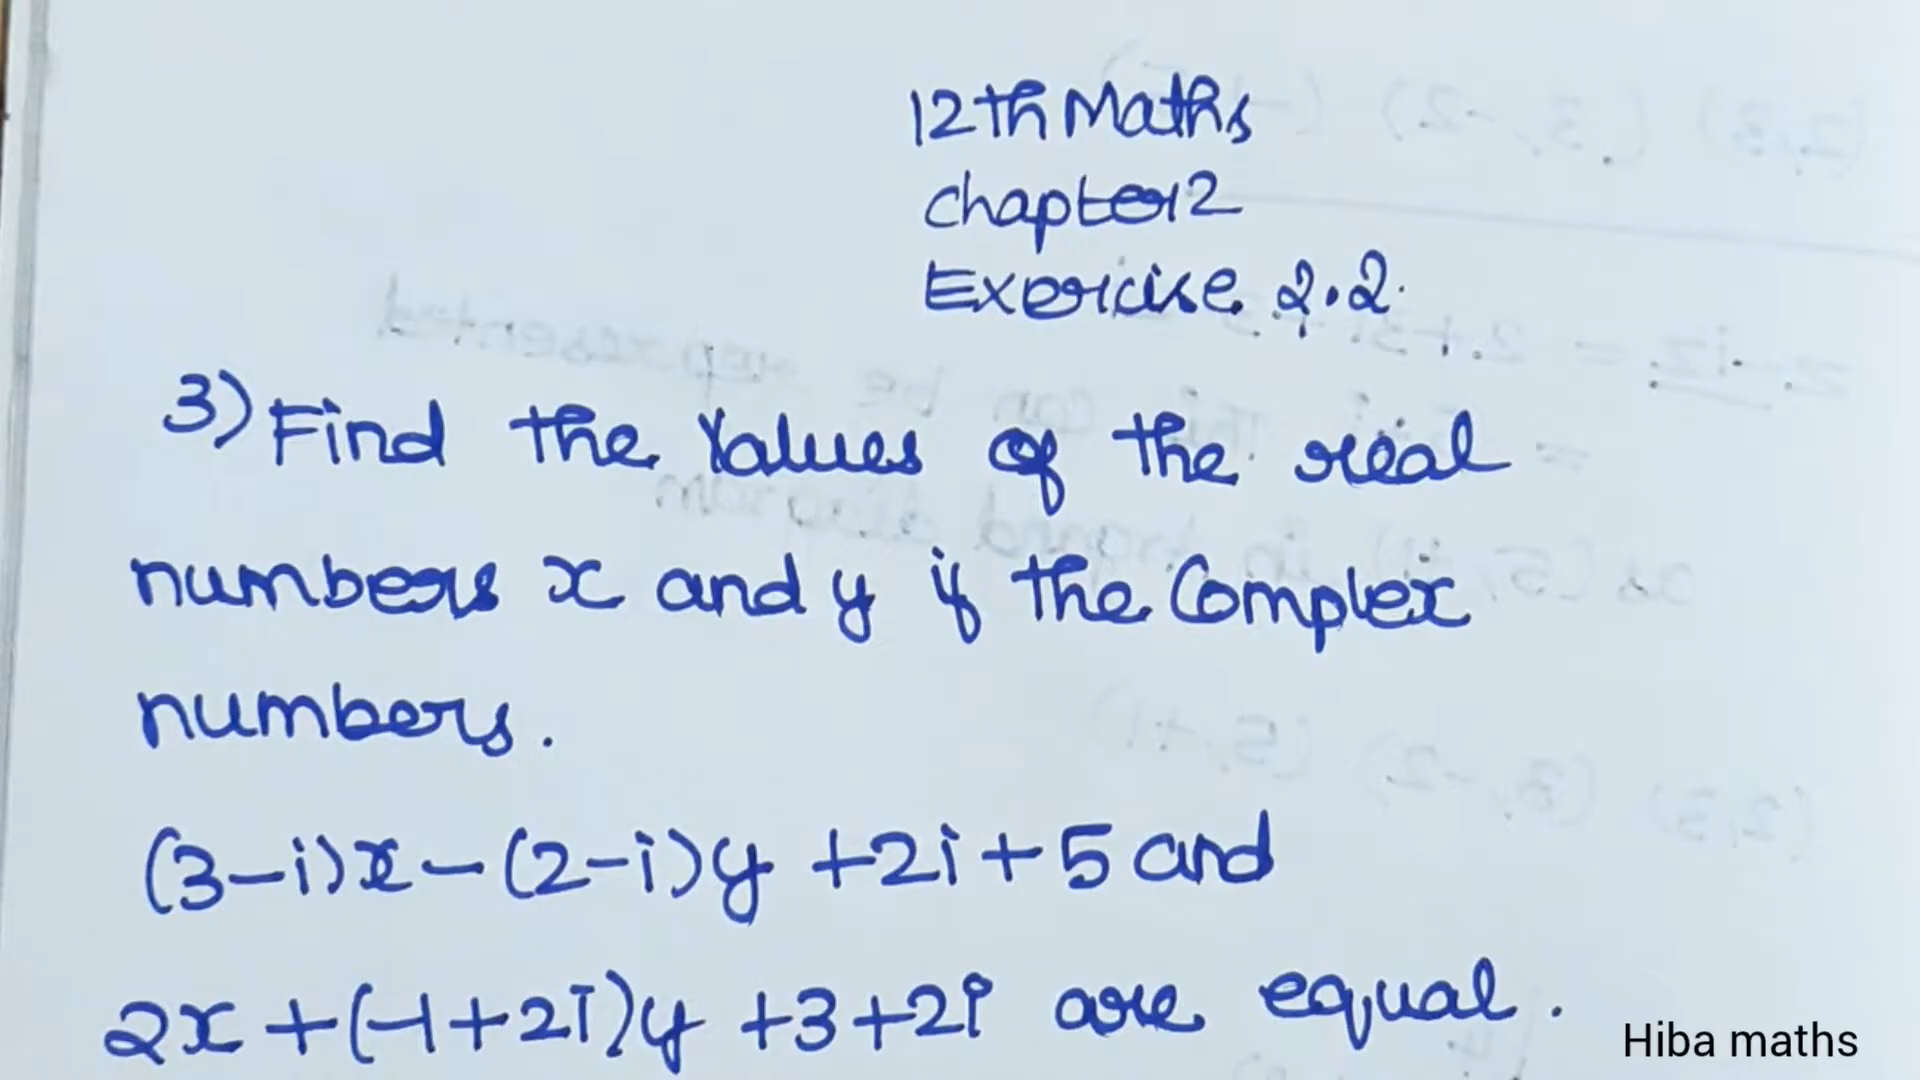 12th Maths
Chapter 2
Exercise 2.2.
3) Find the Values of the real
numbers x and y if the Complex
numbers.
(3-i)x-(2-i)y +2i+5 and
2x+(-1+2i)y +3+2i are equal.
Hiba maths